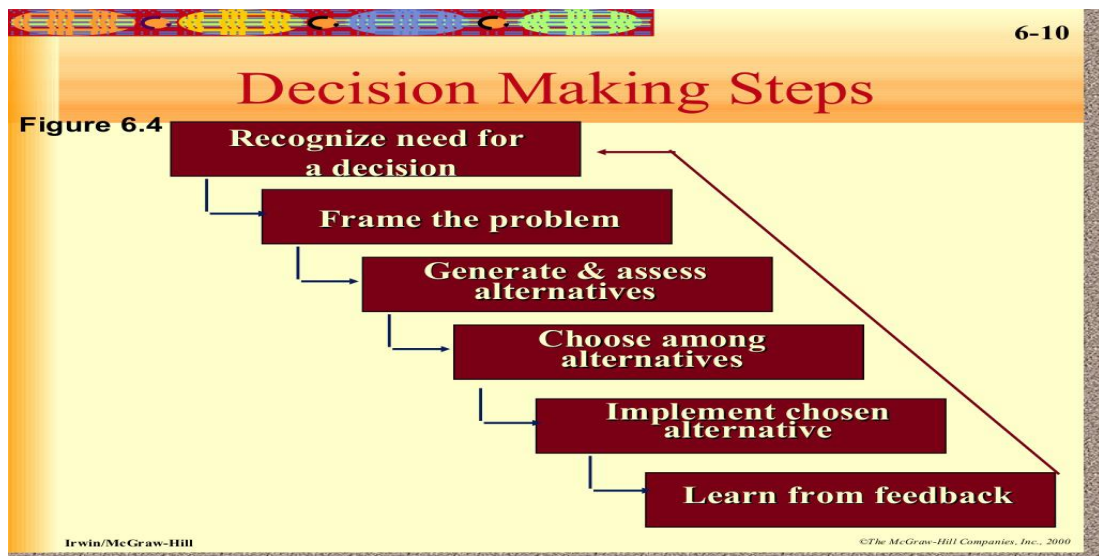 6-10
Decision Making Steps
Figure 6.4
Recognize need for
a decision
Frame the problem
Generate & assess
alternatives
Choose among
alternatives
Implement chosen
alternative
Learn from feedback
Irwin/McGraw-Hill
©The McGraw-Hill Companies, Inc., 2000